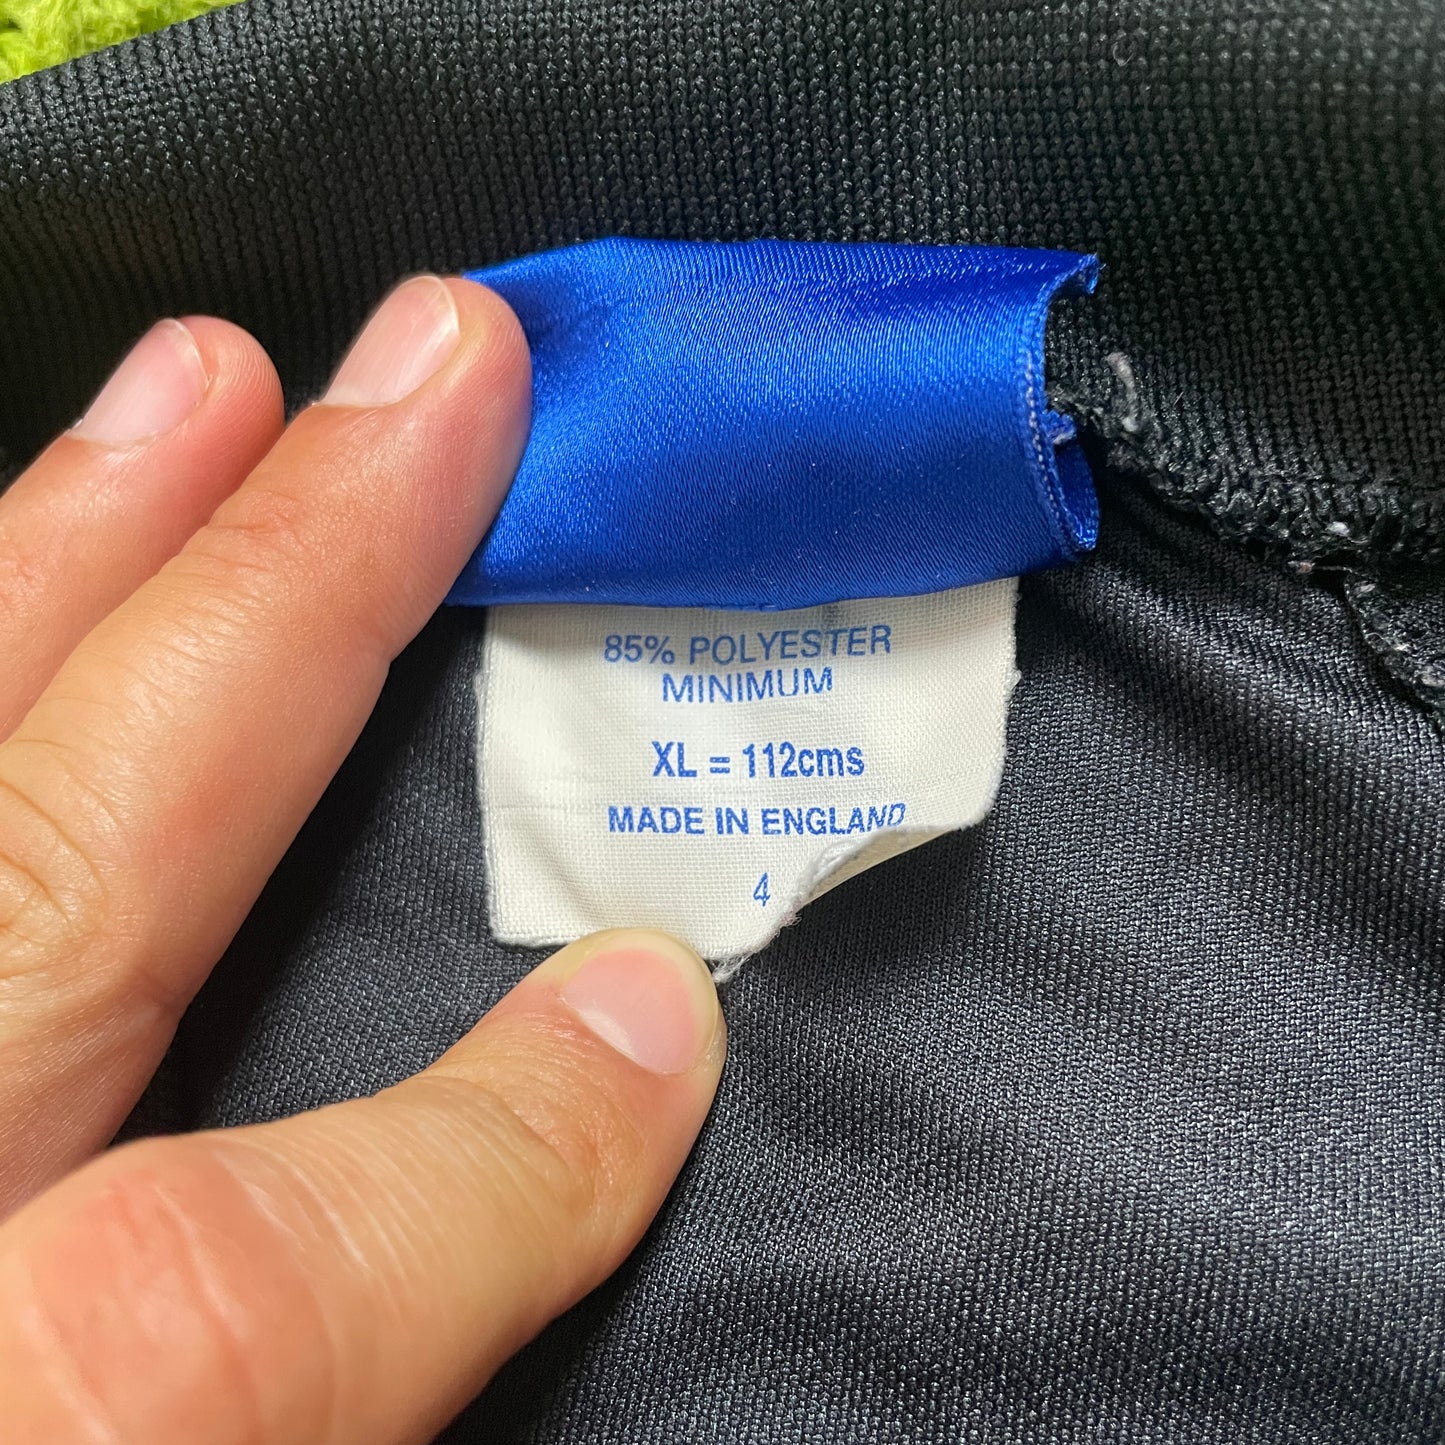 85% POLYESTER
MINIMUM
XL = 112cms
MADE IN ENGLAND
4